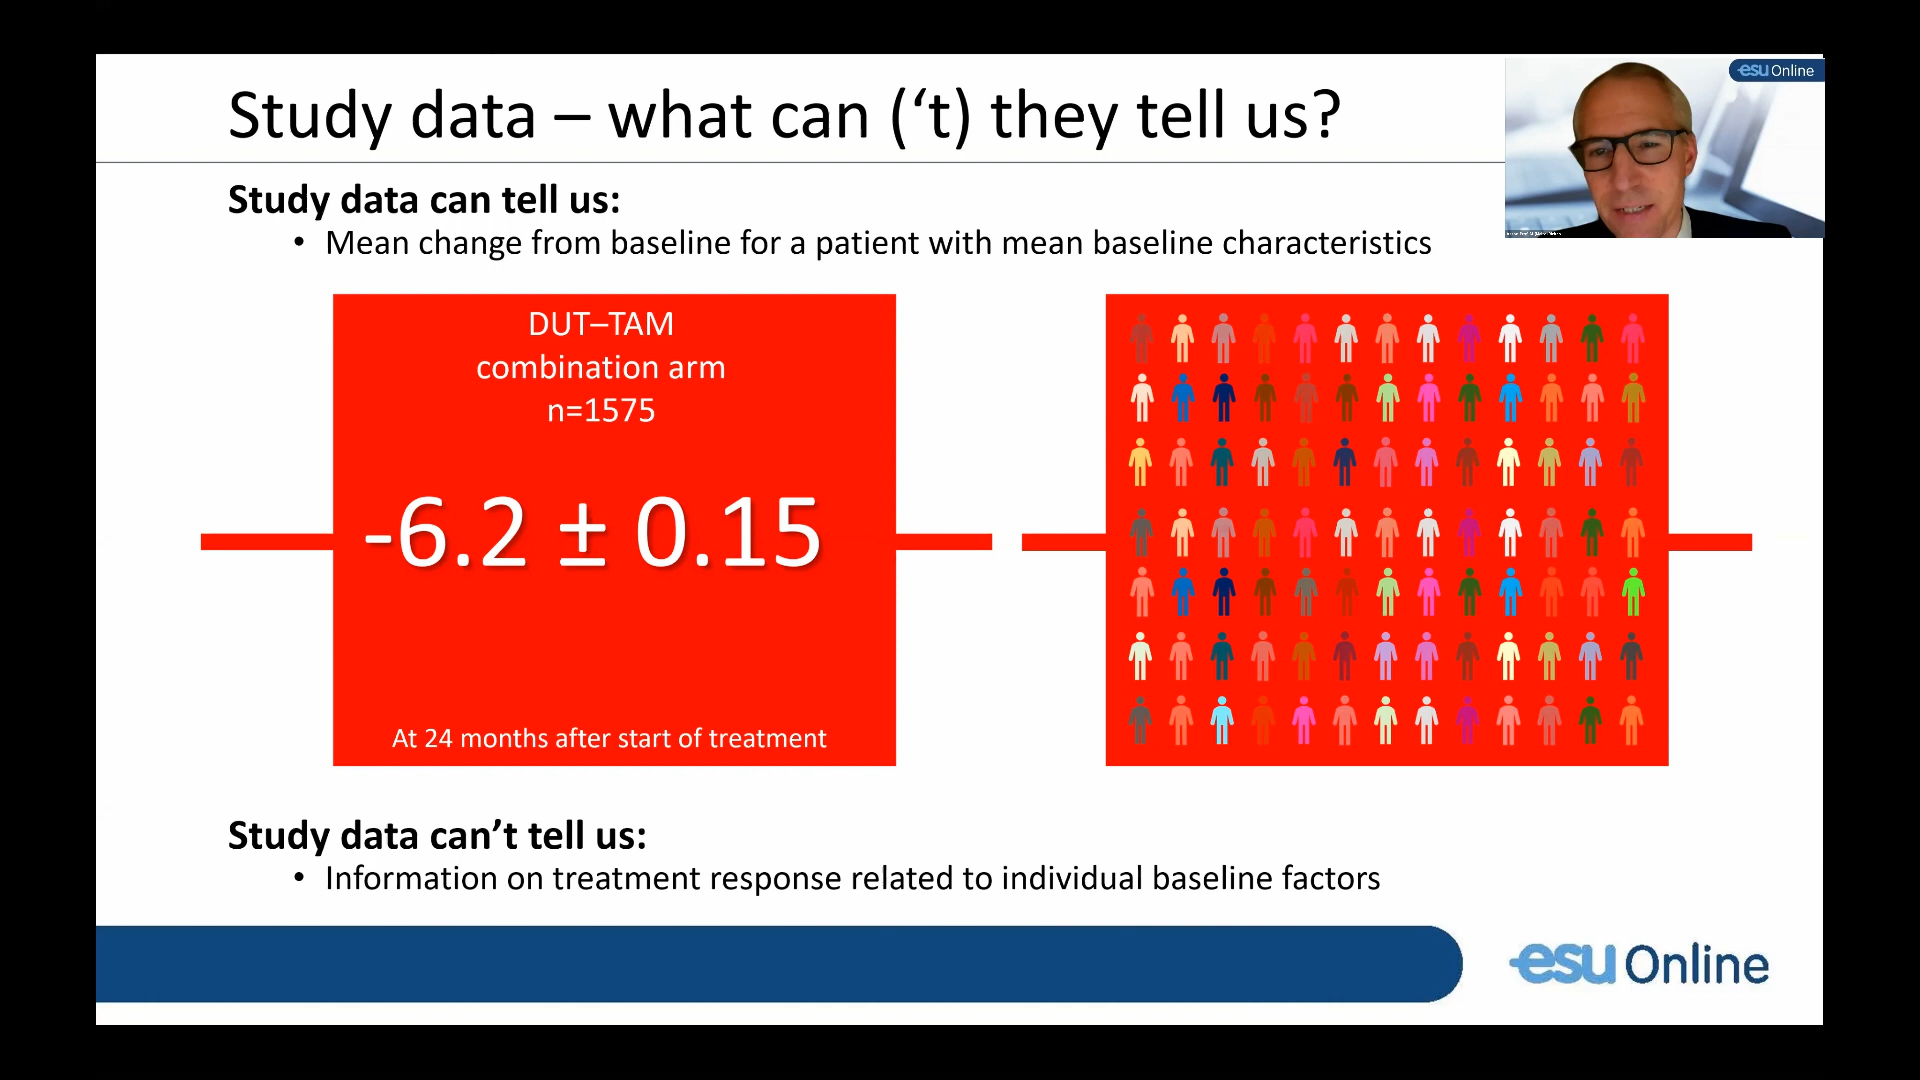 Study data – what can (‘t) they tell us?
esu Online
Study data can tell us:
• Mean change from baseline for a patient with mean baseline characteristics
DUT–TAM
combination arm
n=1575
-6.2 ± 0.15
At 24 months after start of treatment
Study data can’t tell us:
• Information on treatment response related to individual baseline factors
esu Online